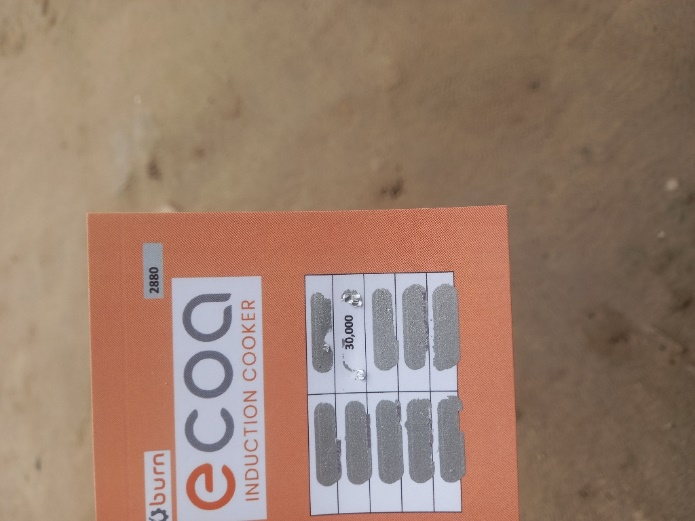 burn
2880
ecoa
INDUCTION COOKER
30,000